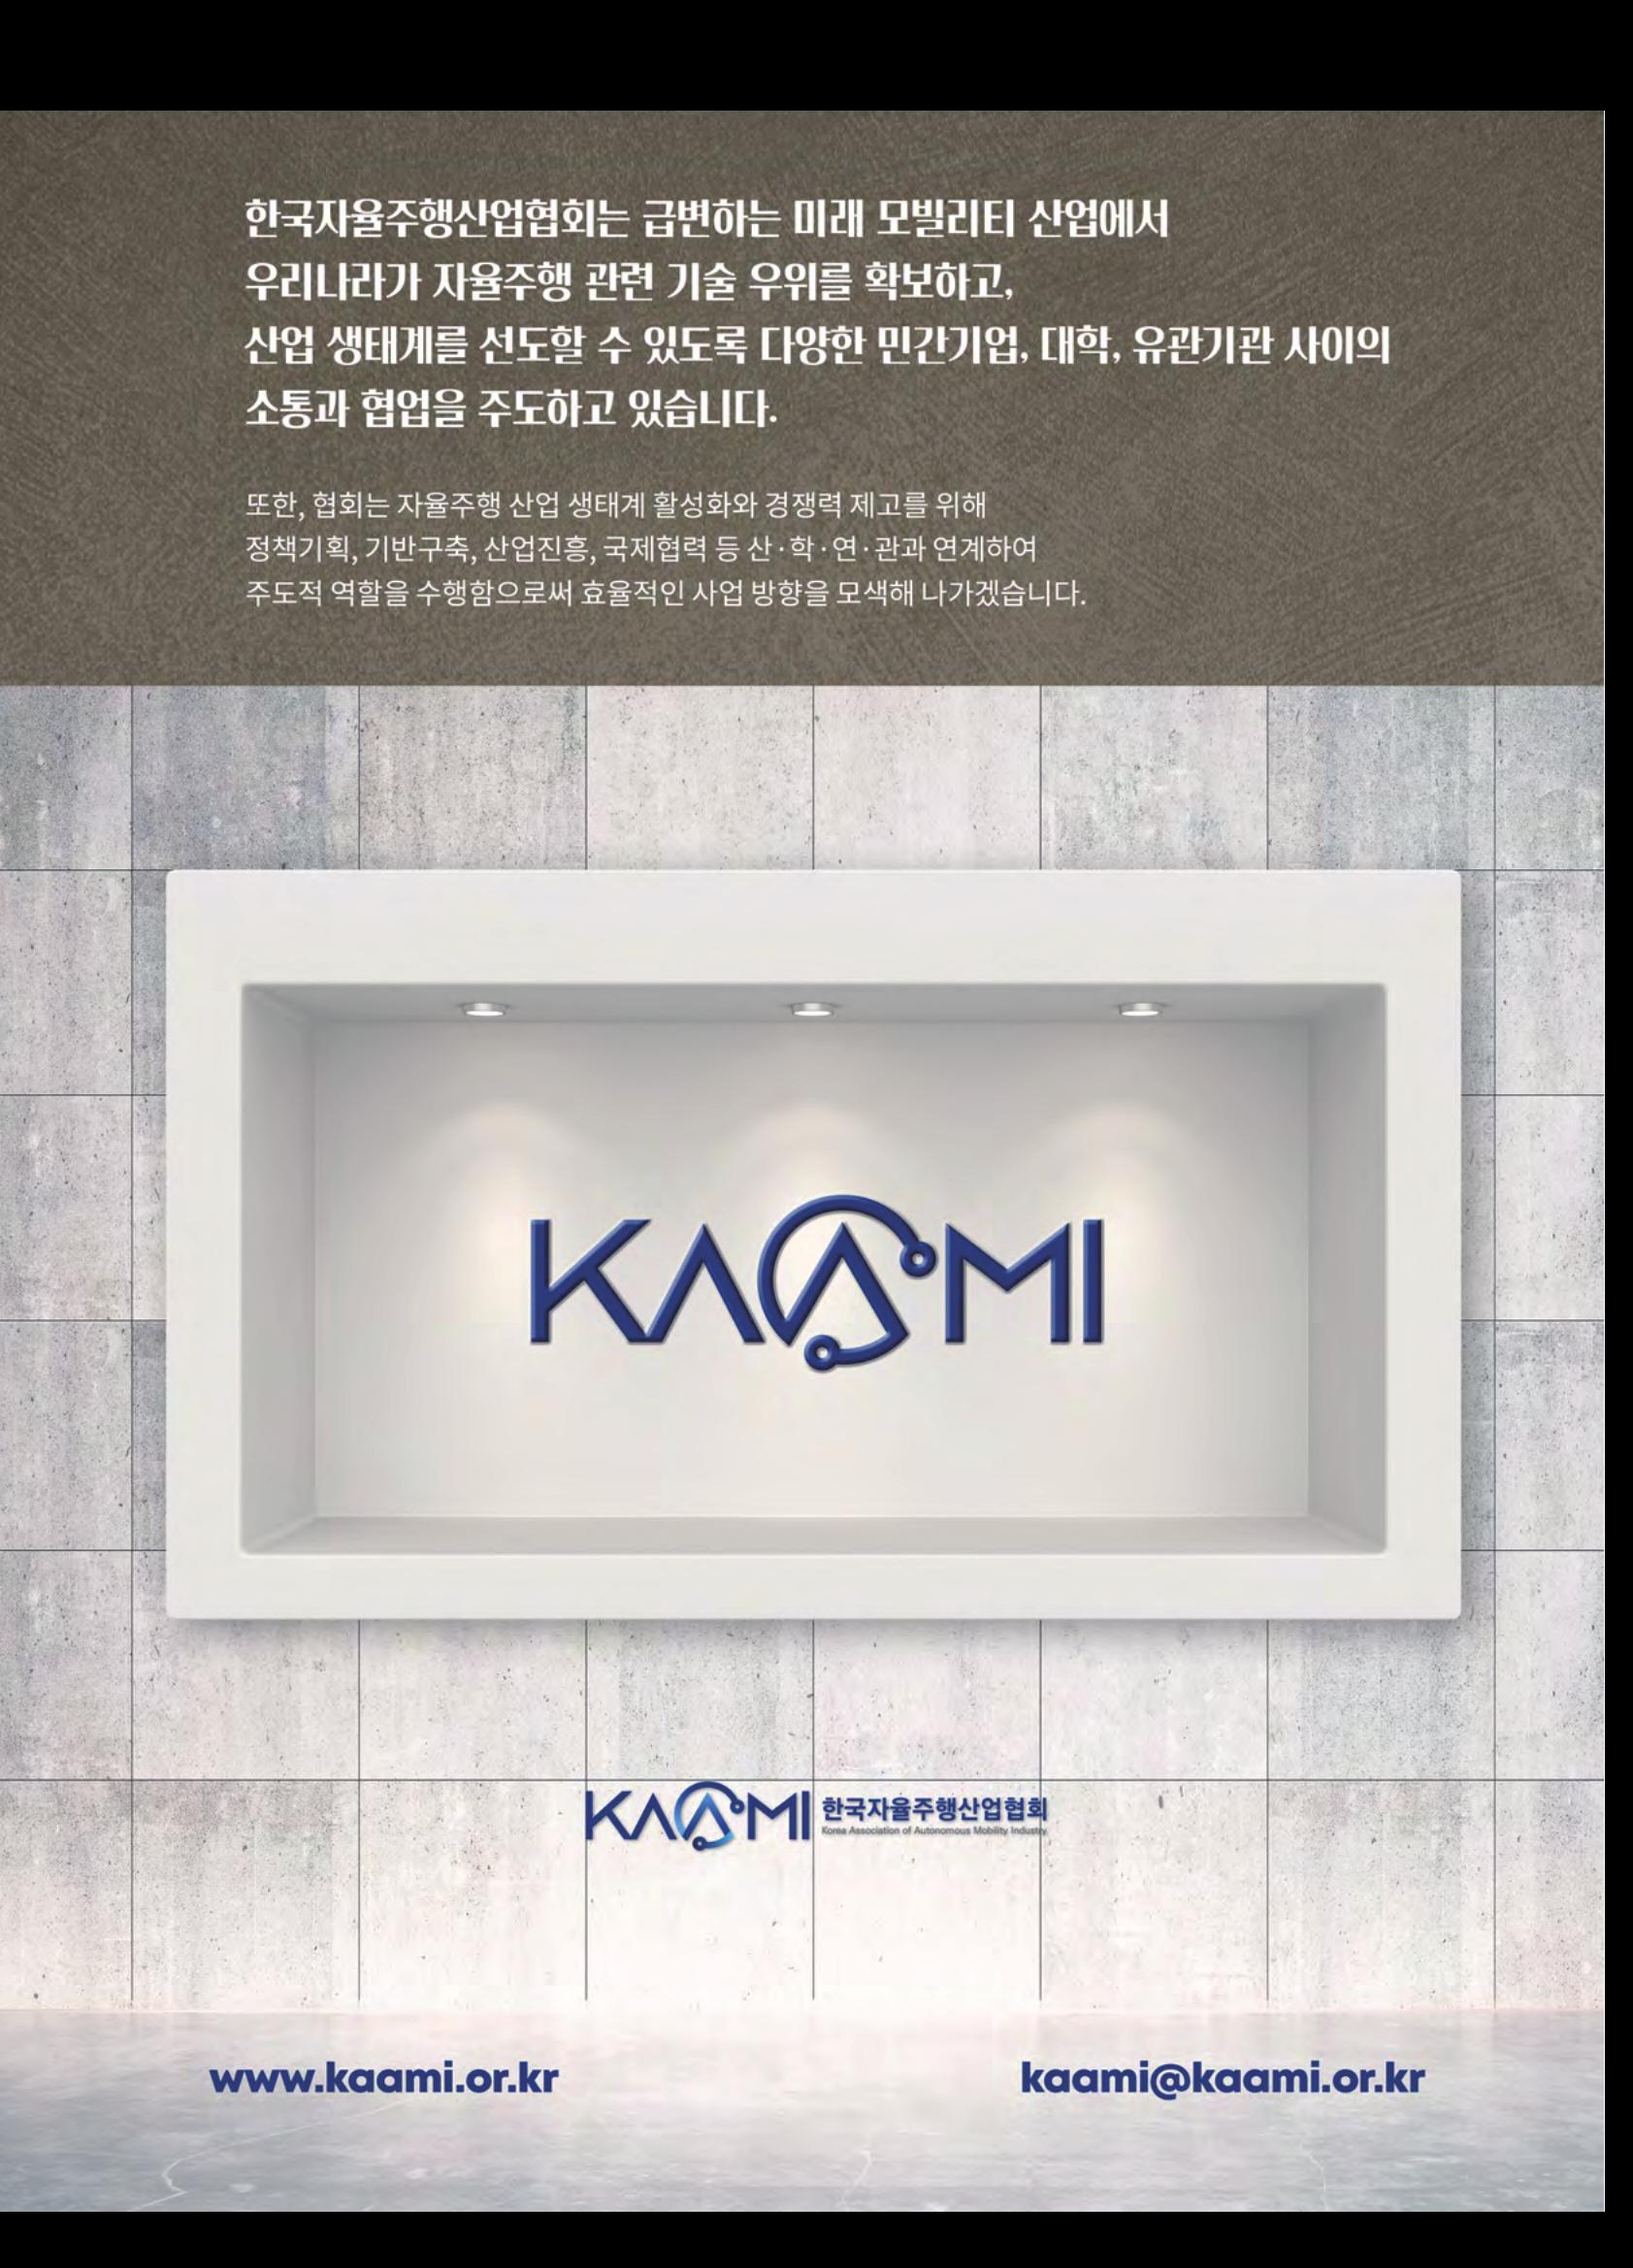 한국자율주행산업협회는 급변하는 미래 모빌리티 산업에서
우리나라가 자율주행 관련 기술 우위를 확보하고,
산업 생태계를 선도할 수 있도록 다양한 민간기업, 대학, 유관기관 사이의
소통과 협업을 주도하고 있습니다.
또한, 협회는 자율주행 산업 생태계 활성화와 경쟁력 제고를 위해
정책기획, 기반구축, 산업진흥, 국제협력 등 산·학·연·관과 연계하여
주도적 역할을 수행함으로써 효율적인 사업 방향을 모색해 나가겠습니다.
KAAMI
KAAMI 한국자율주행산업협회
Korea Association of Autonomous Mobility Industry
www.kaami.or.kr
kaami@kaami.or.kr